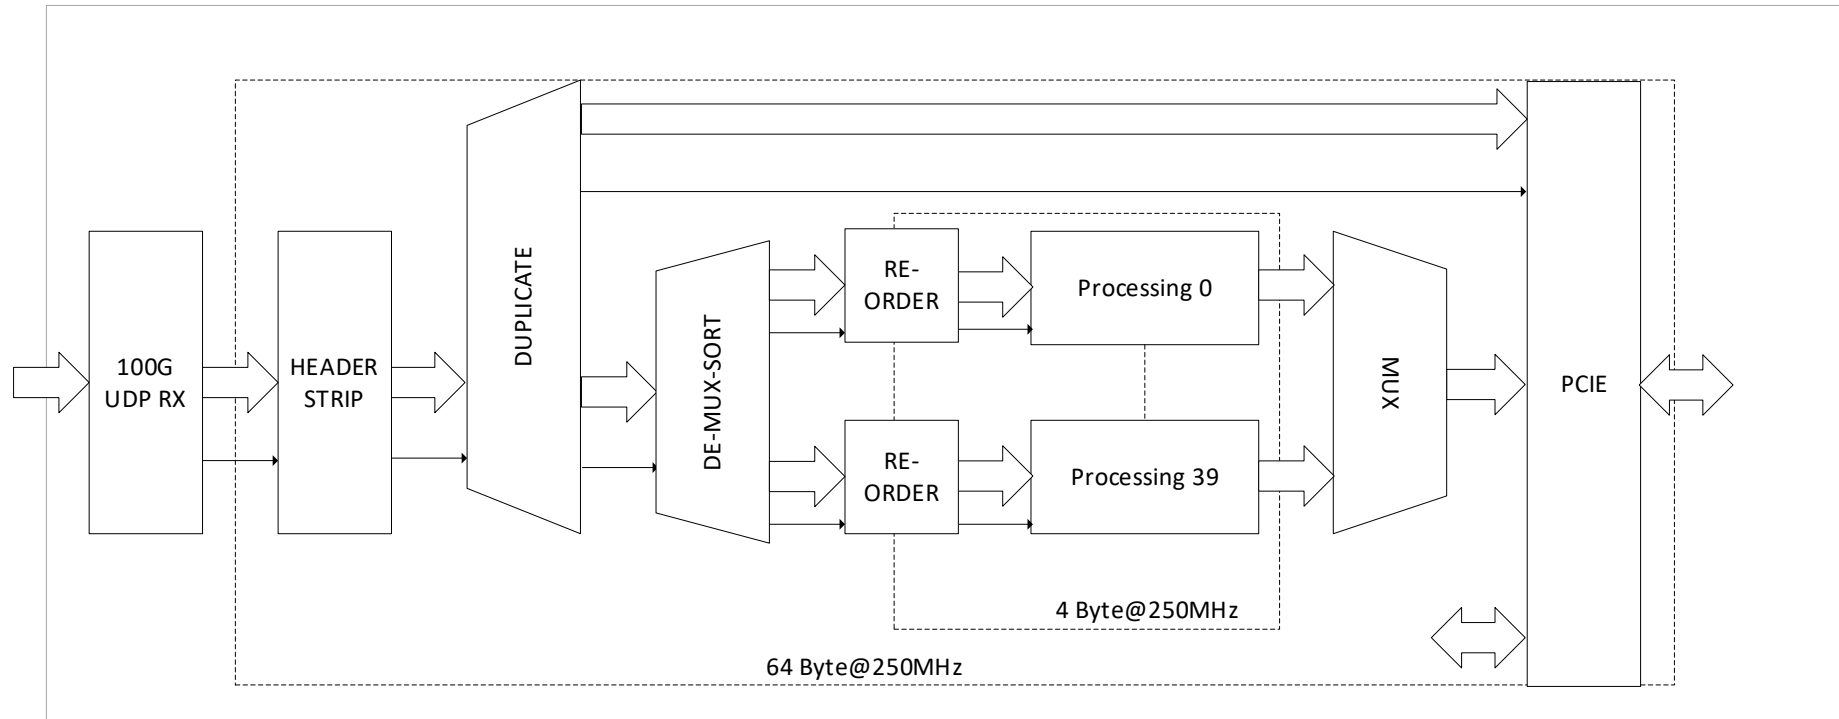 100G
UDP RX
HEADER
STRIP
DUPLICATE
DE-MUX-SORT
RE-
ORDER
Processing 0
RE-
ORDER
Processing 39
MUX
PCIE
4 Byte@250MHz
64 Byte@250MHz